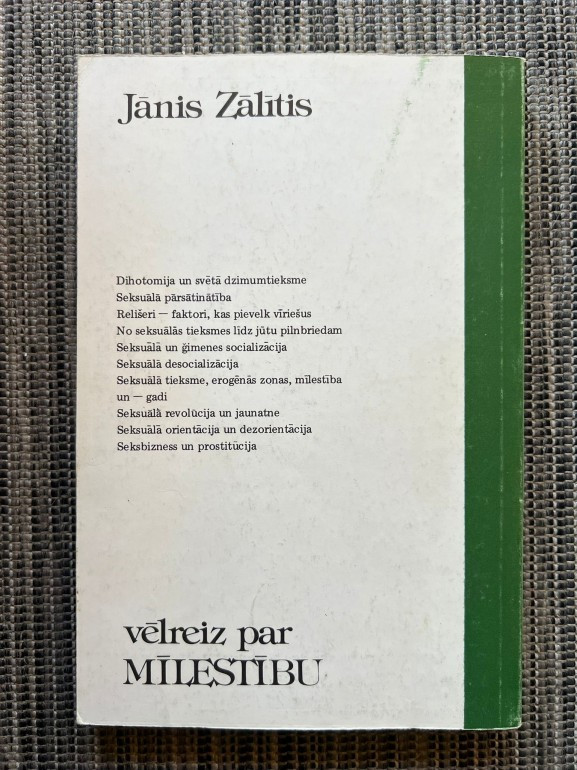 Jānis Zālītis
Dihotomija un svētā dzimumtieksme
Seksuālā pārsātinātība
Relišeri — faktori, kas pievelk vīriešus
No seksuālās tieksmes līdz jūtu pilnbriedam
Seksuālā un ģimenes socializācija
Seksuālā desocializācija
Seksuālā tieksme, erogēnās zonas, mīlestība
un — gadi
Seksuālā revolūcija un jaunatne
Seksuālā orientācija un dezorientācija
Seksbizness un prostitūcija
vēlreiz par
MĪLESTĪBU